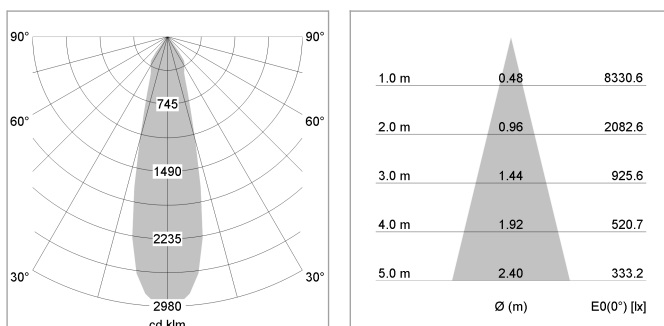 90° 90°
745
60° 60°
1490
2235
30° 30°
2980
cd klm
1.0 m 0.48 8330.6
2.0 m 0.96 2082.6
3.0 m 1.44 925.6
4.0 m 1.92 520.7
5.0 m 2.40 333.2
Ø (m) E0(0°) [lx]